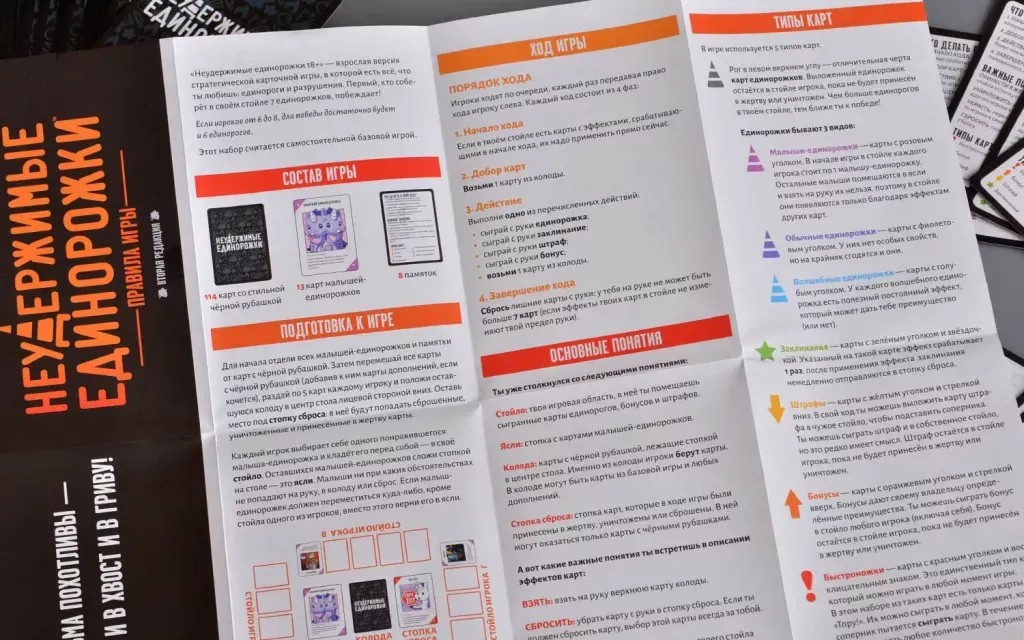 НЕУДЕРЖИМЫЕ
ЕДИНОРОЖКИ
ПРАВИЛА ИГРЫ
ВТОРАЯ РЕДАКЦИЯ
МА ПОХОТЛИВЫ —
И В ХВОСТ И В ГРИВУ!
«Неудержимые единорожки 18+» — взрослая версия
стратегической карточной игры, в которой есть всё, что
ты любишь: единороги и разрушения. Первый, кто собе-
рёт в своём стойле 7 единорожков, побеждает!
Если игроков от 6 до 8, для победы достаточно будет
и 6 единорогов.
Этот набор считается самостоятельной базовой игрой.
СОСТАВ ИГРЫ
НЕУДЕРЖИМЫЕ
ЕДИНОРОЖКИ
114 карт со стильной
чёрной рубашкой
13 карт малышей-
единорожков
8 памяток
ПОДГОТОВКА К ИГРЕ
Для начала отдели всех малышей-единорожков и памятки
от карт с чёрной рубашкой. Затем перемешай все карты
с чёрной рубашкой (добавив к ним карты дополнений, если
хочется), раздай по 5 карт каждому игроку и положи остав-
шуюся колоду в центр стола лицевой стороной вниз. Оставь
место под стопку сброса: в неё будут попадать сброшенные,
уничтоженные и принесённые в жертву карты.
Каждый игрок выбирает себе одного понравившегося
малыша-единорожка и кладёт его перед собой — в своё
стойло. Оставшихся малышей-единорожков сложи стопкой
на столе — это ясли. Малыши ни при каких обстоятельствах
не попадают на руку, в колоду или сброс. Если малыш-
единорожек должен переместиться куда-либо, кроме
стойла одного из игроков, вместо этого верни его в ясли.
СТОЙЛО ИГРОКА В
СТОЙЛО ИГРОКА Г
НЕУДЕРЖИМЫЕ
ЕДИНОРОЖКИ
КОЛОДА
СТОПКА
ХОД ИГРЫ
ПОРЯДОК ХОДА
Игроки ходят по очереди, каждый раз передавая право
хода игроку слева. Каждый ход состоит из 4 фаз:
1. Начало хода
Если в твоём стойле есть карты с эффектами, срабатываю-
щими в начале хода, их надо применить прямо сейчас.
2. Добор карт
Возьми 1 карту из колоды.
3. Действие
Выполни одно из перечисленных действий:
• сыграй с руки единорожка;
• сыграй с руки заклинание;
• сыграй с руки штраф;
• сыграй с руки бонус;
• возьми 1 карту из колоды.
4. Завершение хода
Сбрось лишние карты с руки: у тебя на руке не может быть
больше 7 карт (если эффекты твоих карт в стойле не изме-
няют твой предел руки).
ОСНОВНЫЕ ПОНЯТИЯ
Ты уже столкнулся со следующими понятиями:
Стойло: твоя игровая область, в неё ты помещаешь
сыгранные карты единорогов, бонусов и штрафов.
Ясли: стопка с картами малышей-единорожков.
Колода: карты с чёрной рубашкой, лежащие стопкой
в центре стола. Именно из колоды игроки берут карты.
В колоде могут быть карты из базовой игры и любых
дополнений.
Стопка сброса: стопка карт, которые в ходе игры были
принесены в жертву, уничтожены или сброшены. В ней
могут оказаться только карты с чёрными рубашками.
А вот какие важные понятия ты встретишь в описании
эффектов карт:
ВЗЯТЬ: взять на руку верхнюю карту колоды.
СБРОСИТЬ: убрать карту с руки в стопку сброса. Если ты
должен сбросить карту, выбор этой карты всегда за тобой.
ТИПЫ КАРТ
В игре используется 5 типов карт.
Рог в левом верхнем углу — отличительная черта
карт единорожков. Выложенный единорожек
остаётся в стойле игрока, пока не будет принесён
в жертву или уничтожен. Чем больше единорогов
в твоём стойле, тем ближе ты к победе!
Единорожки бывают 3 видов:
Малыши-единорожки — карты с розовым
уголком. В начале игры в стойле каждого
игрока стоит по 1 малышу-единорожку.
Остальные малыши помещаются в ясли
и взять на руку их нельзя, поэтому в стойле
они появляются только благодаря эффектам
других карт.
Обычные единорожки — карты с фиолето-
вым уголком. У них нет особых свойств,
но на крайняк сгодятся и они.
Волшебные единорожки — карты с голу-
бым уголком. У каждого волшебного едино-
рожка есть полезный постоянный эффект,
который может дать тебе преимущество
(или нет).
Заклинания — карты с зелёным уголком и звёздоч-
кой. Указанный на такой карте эффект срабатывает
1 раз, после применения эффекта заклинания
немедленно отправляются в стопку сброса.
Штрафы — карты с жёлтым уголком и стрелкой
вниз. В свой ход ты можешь выложить карту штра-
фа в чужое стойло, чтобы подставить соперника.
Ты можешь сыграть штраф и в собственное стойло,
но это редко имеет смысл. Штраф остаётся в стойле
игрока, пока не будет принесён в жертву или
уничтожен.
Бонусы — карты с оранжевым уголком и стрелкой
вверх. Бонусы дают своему владельцу опреде-
лённые преимущества. Ты можешь сыграть бонус
в стойло любого игрока (включая себя). Бонус
остаётся в стойле игрока, пока не будет принесён
в жертву или уничтожен.
Быстроножки — карты с красным уголком и вос-
клицательным знаком. Это единственный тип к
который можно играть в любой момент игры.
В этом наборе из таких карт есть только карты
«Тпру!». Их можно сыграть в любой момент, ко
соперник пытается сыграть карту. В течение
ВАЖНЫЕ ПО
ТИПЫ КАРТ